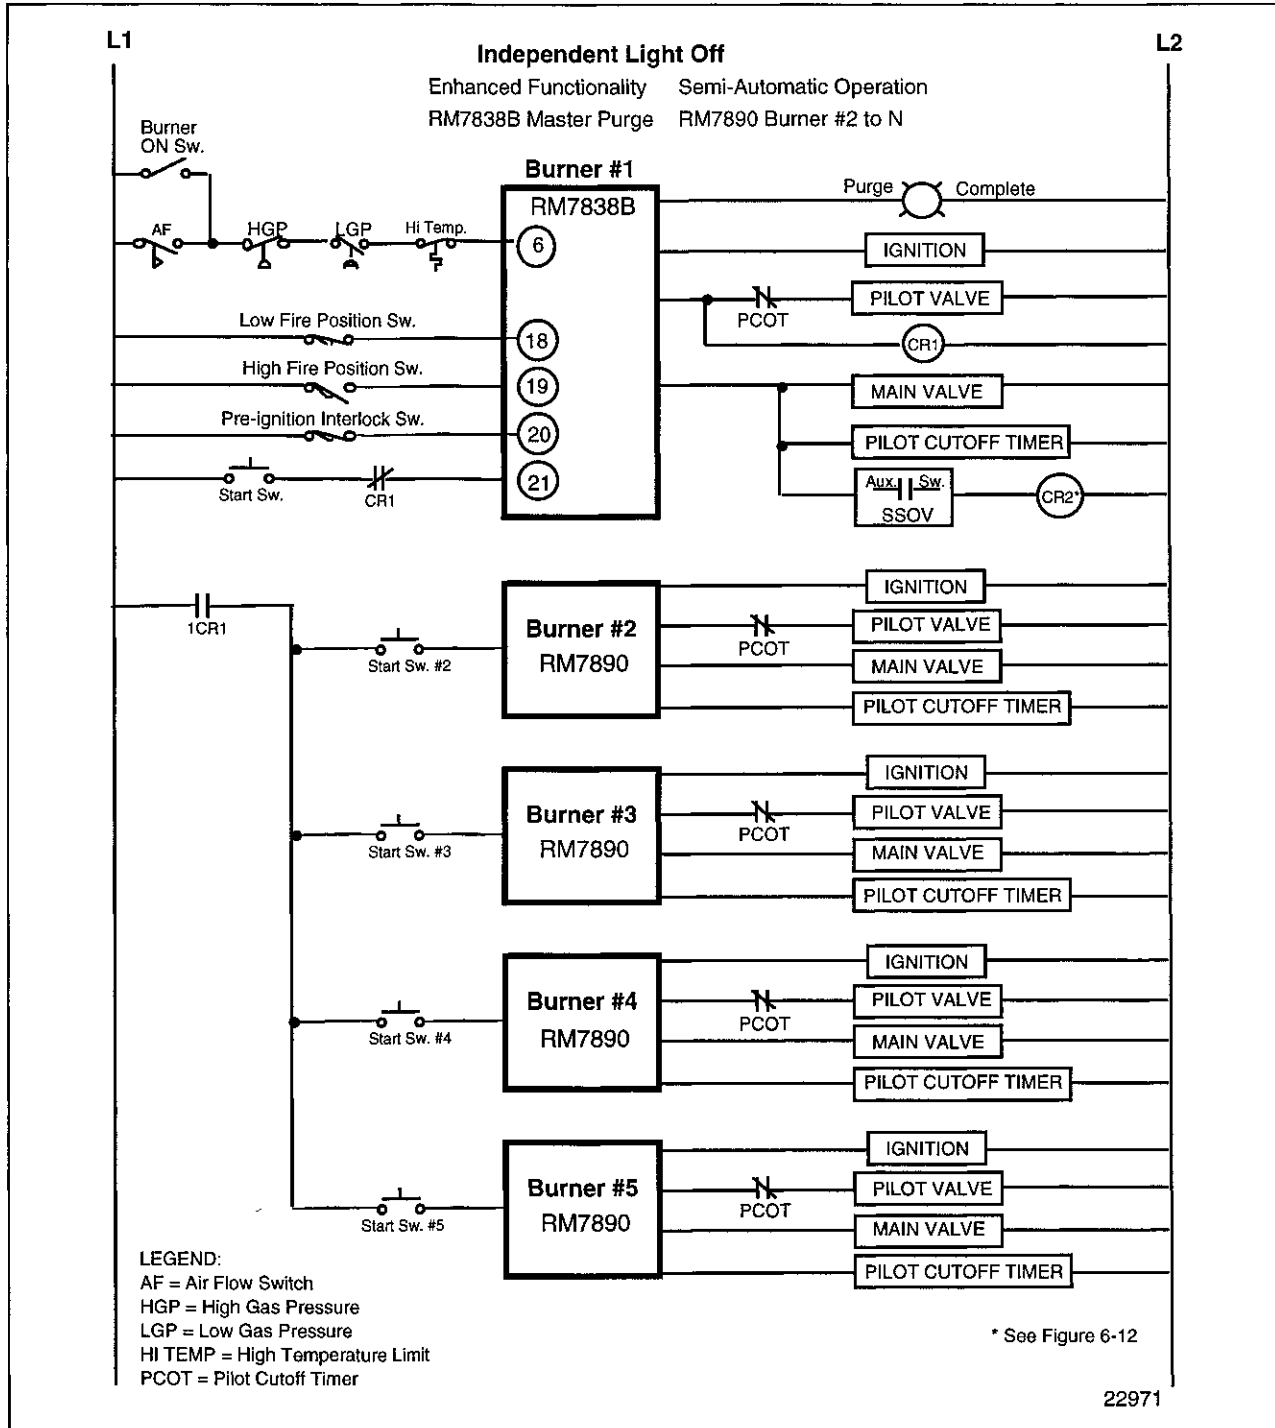 L1
L2
Independent Light Off
Enhanced Functionality Semi-Automatic Operation
RM7838B Master Purge RM7890 Burner #2 to N
Burner
ON Sw.
Burner #1
RM7838B
Purge Complete
AF
HGP
LGP
Hi Temp.
6
IGNITION
PILOT VALVE
PCOT
Low Fire Position Sw.
18
CR1
High Fire Position Sw.
19
MAIN VALVE
Pre-ignition Interlock Sw.
20
PILOT CUTOFF TIMER
Start Sw.
CR1
21
Aux. Sw.
SSOV
CR2*
1CR1
Start Sw. #2
Burner #2
RM7890
IGNITION
PILOT VALVE
PCOT
MAIN VALVE
PILOT CUTOFF TIMER
Start Sw. #3
Burner #3
RM7890
IGNITION
PILOT VALVE
PCOT
MAIN VALVE
PILOT CUTOFF TIMER
Start Sw. #4
Burner #4
RM7890
IGNITION
PILOT VALVE
PCOT
MAIN VALVE
PILOT CUTOFF TIMER
Start Sw. #5
Burner #5
RM7890
IGNITION
PILOT VALVE
PCOT
MAIN VALVE
PILOT CUTOFF TIMER
LEGEND:
AF = Air Flow Switch
HGP = High Gas Pressure
LGP = Low Gas Pressure
HI TEMP = High Temperature Limit
PCOT = Pilot Cutoff Timer
* See Figure 6-12
22971